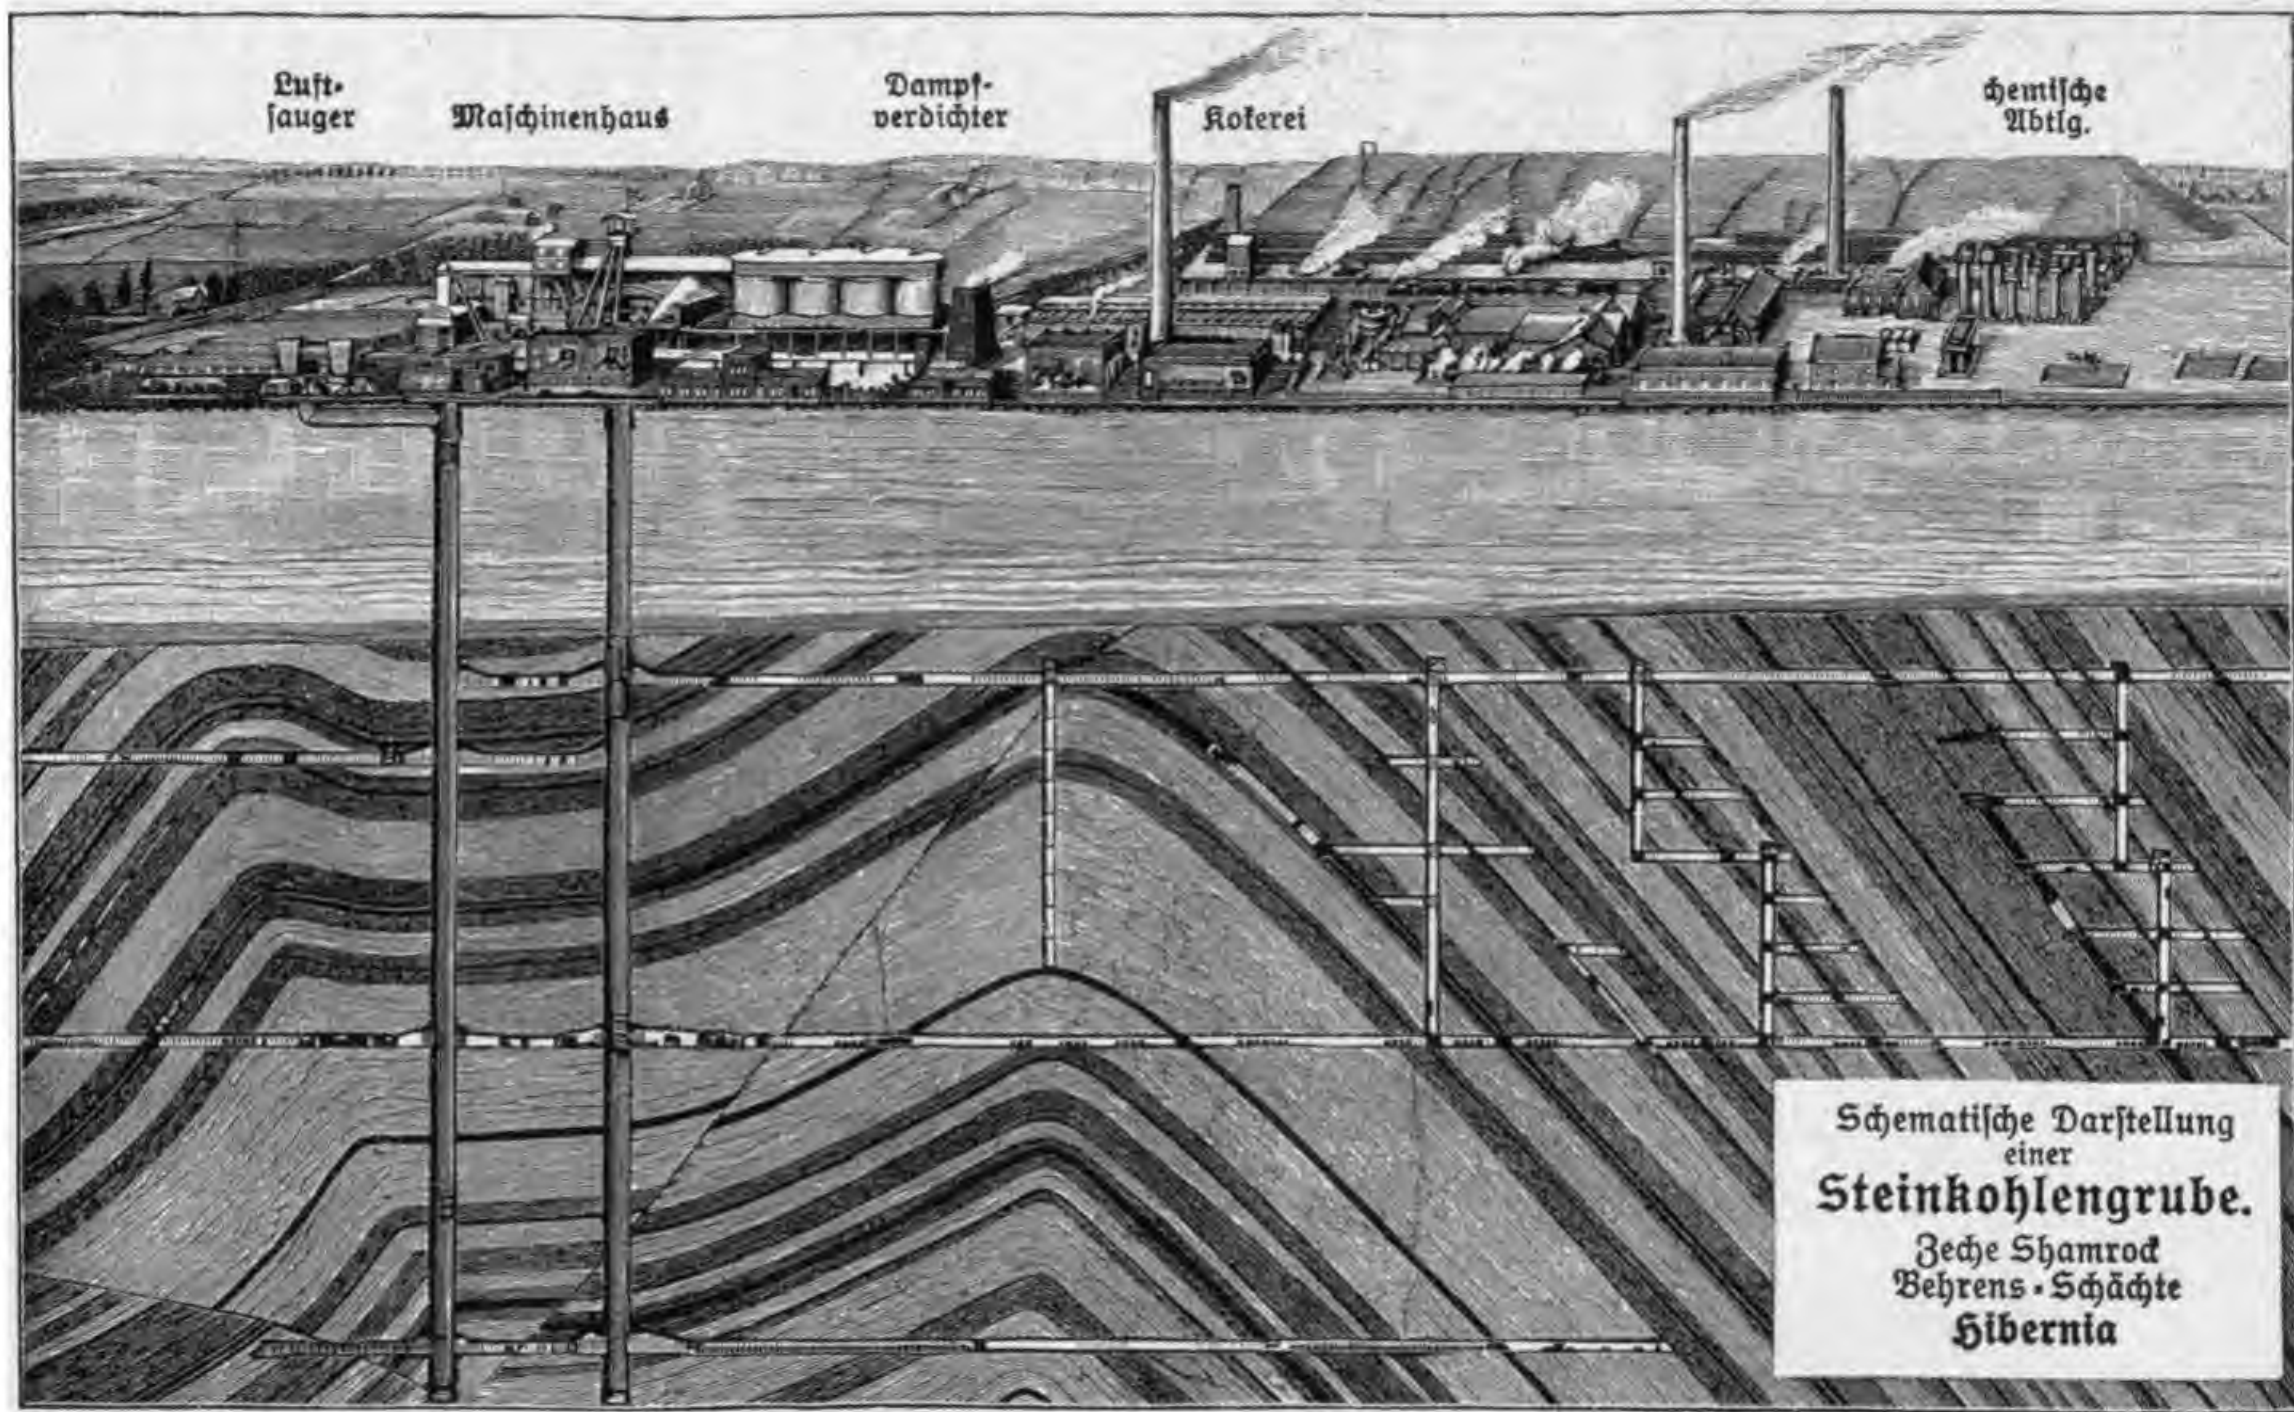 Luft-
sauger
Maschinenhaus
Dampf-
verdichter
Kokerei
chemische
Abtlg.
Schematische Darstellung
einer
Steinkohlengrube.
Zeche Shamrock
Behrens-Schächte
Hibernia